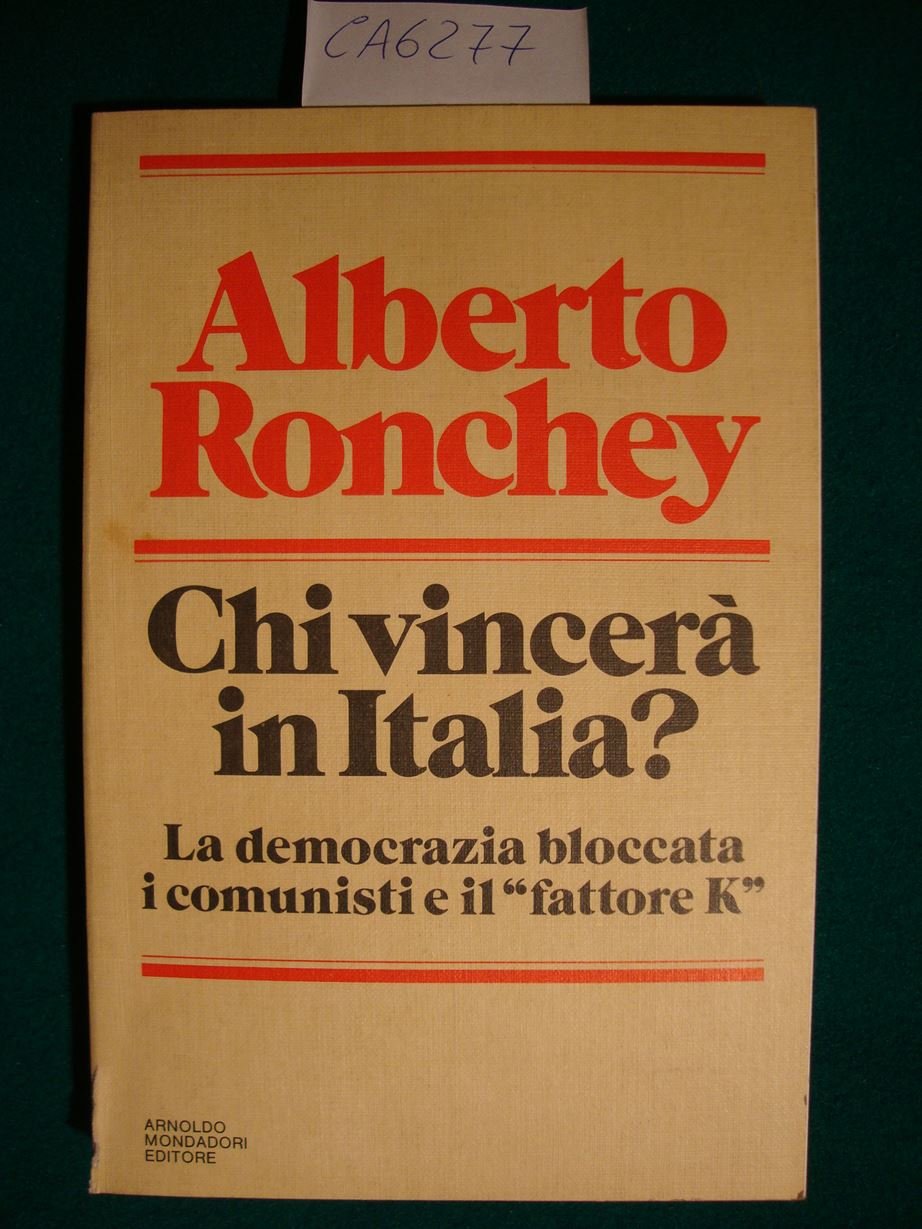 CA6277
Alberto
Ronchey
Chi vincerà
in Italia?
La democrazia bloccata
i comunisti e il “fattore K”
ARNOLDO
MONDADORI
EDITORE